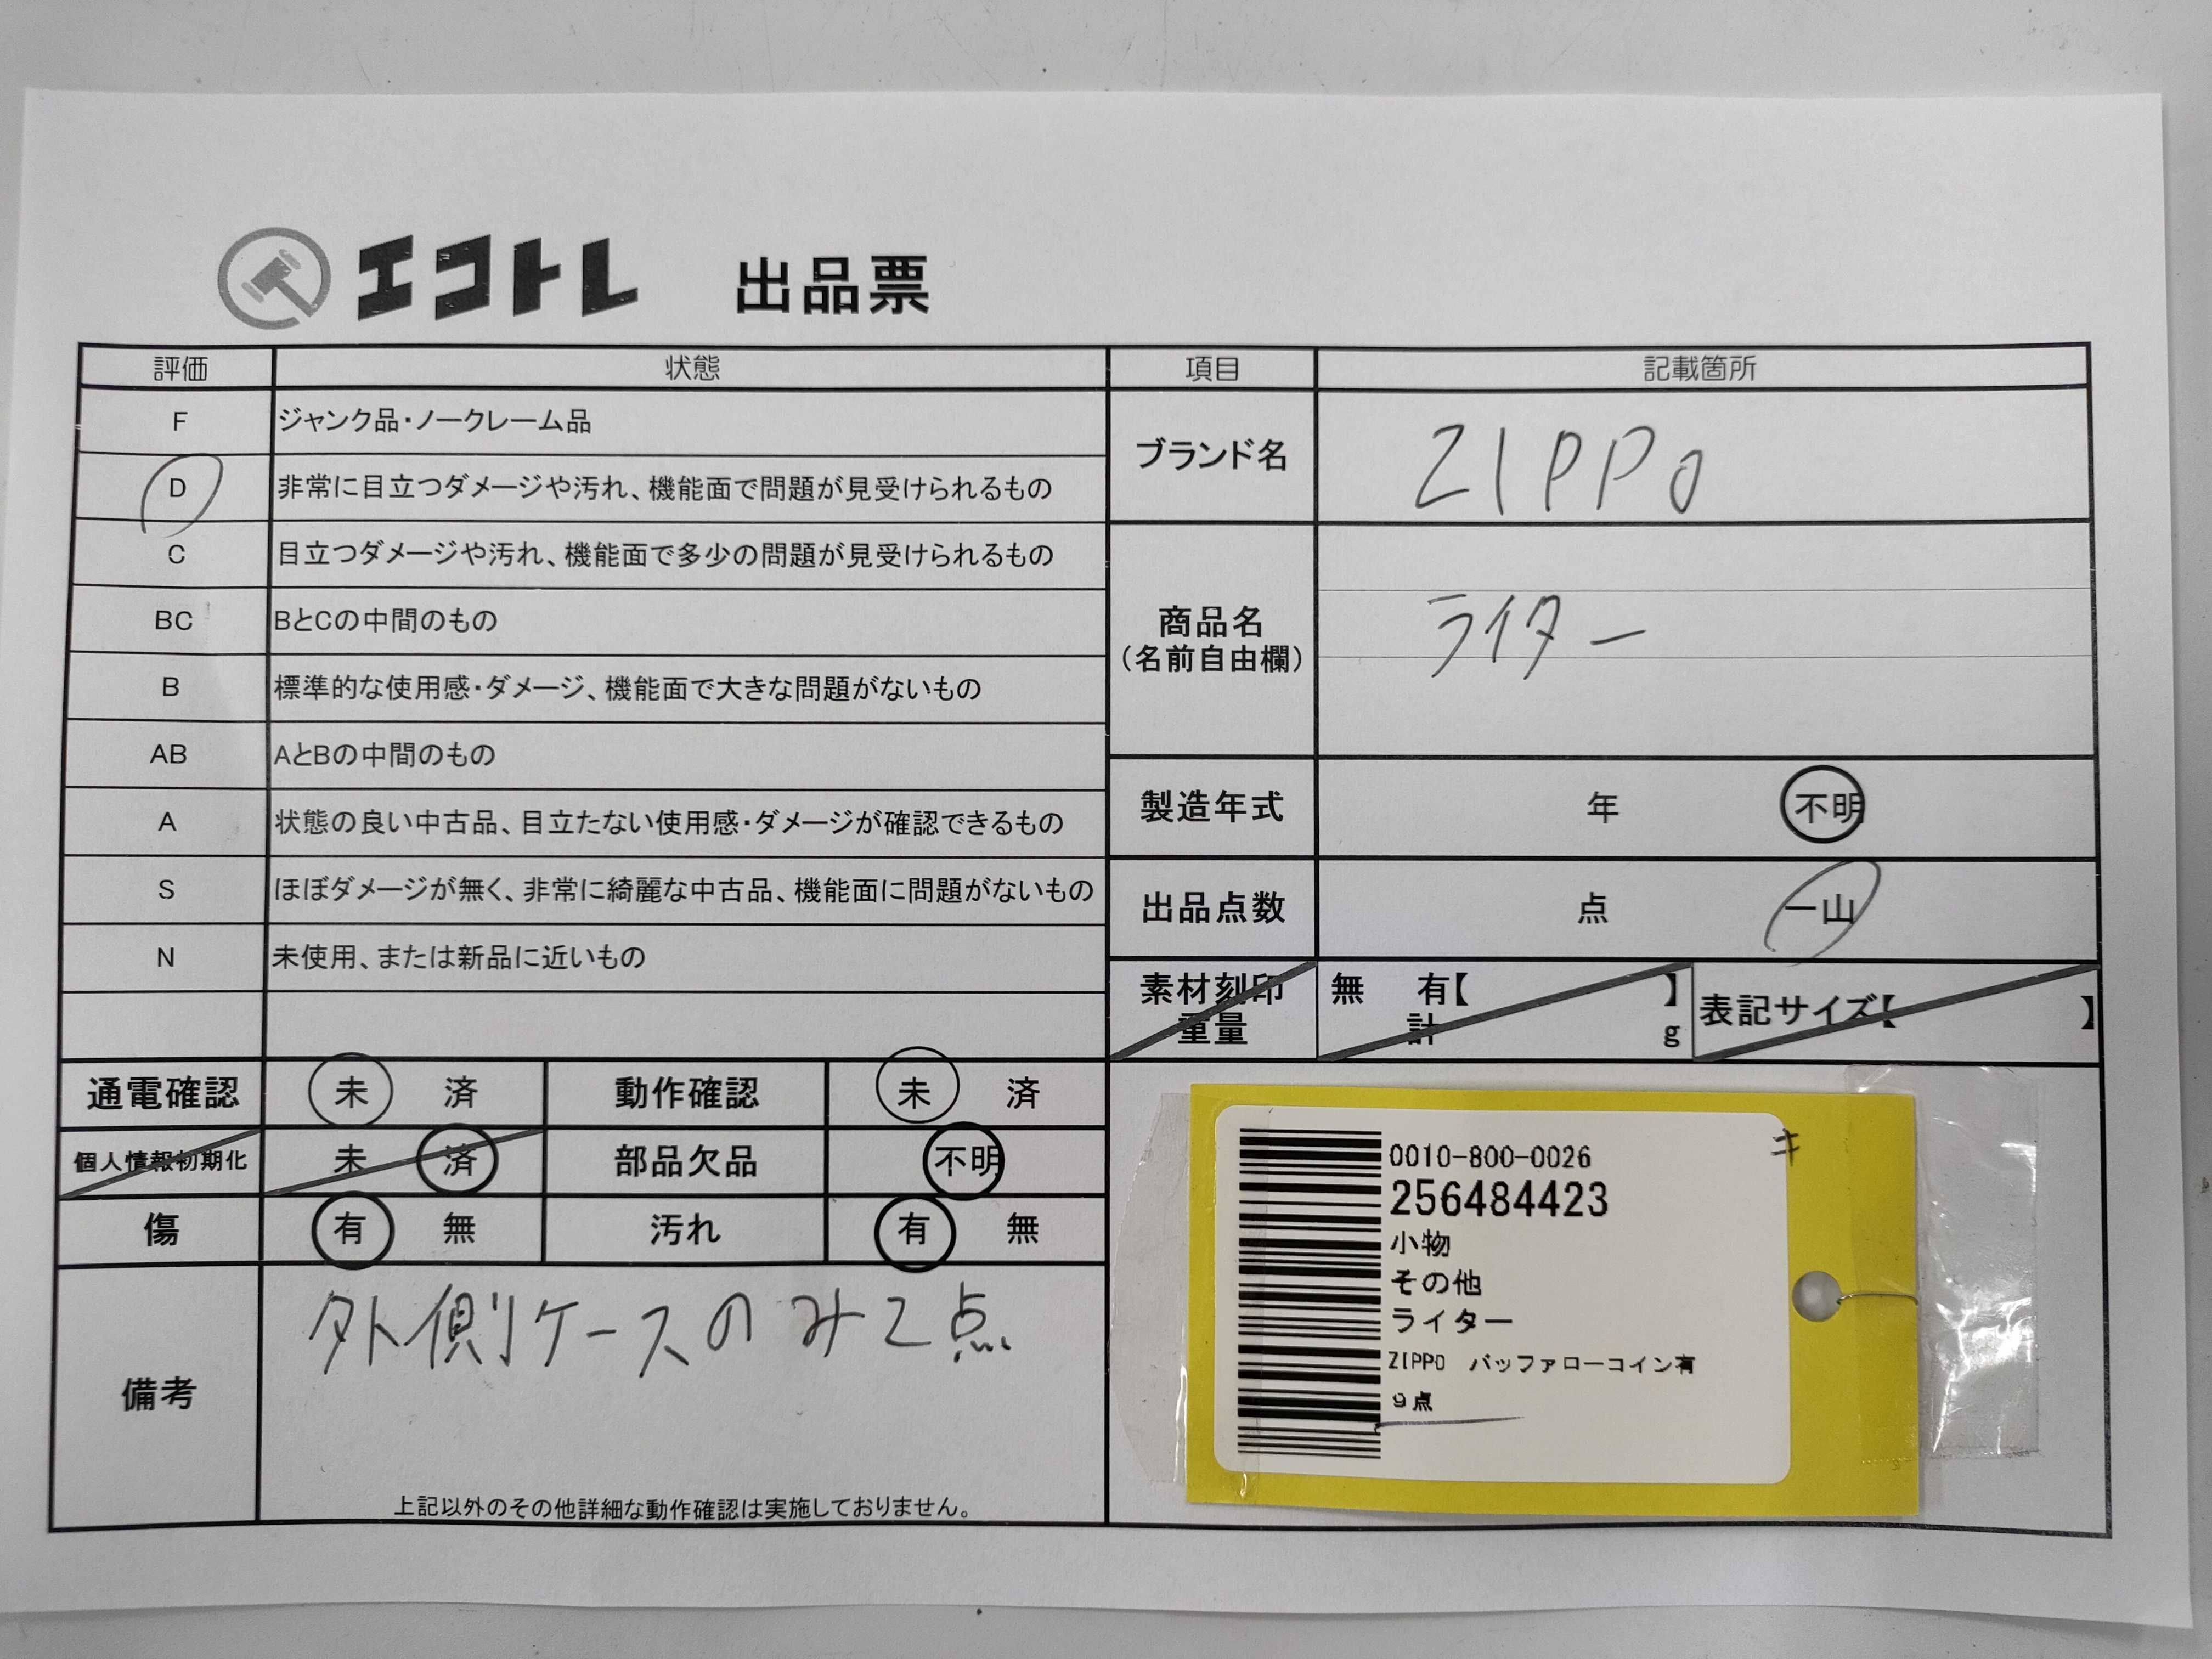 エコトレ 出品票
評価 状態
F ジャンク品・ノークレーム品
D 非常に目立つダメージや汚れ、機能面で問題が見受けられるもの
C 目立つダメージや汚れ、機能面で多少の問題が見受けられるもの
BC BとCの中間のもの
B 標準的な使用感・ダメージ、機能面で大きな問題がないもの
AB AとBの中間のもの
A 状態の良い中古品、目立たない使用感・ダメージが確認できるもの
S ほぼダメージが無く、非常に綺麗な中古品、機能面に問題がないもの
N 未使用、または新品に近いもの
項目 記載箇所
ブランド名 ZIPPO
商品名
(名前自由欄)
ライター
製造年式 年 不明
出品点数 点 一山
素材刻印
重量
無 有【 】
計 g
表記サイズ【 】
通電確認 未 済 動作確認 未 済
個人情報初期化 未 済 部品欠品 不明
傷 有 無 汚れ 有 無
備考
外側ケースのみ2点
上記以外のその他詳細な動作確認は実施しておりません。
0010-800-0026 キ
256484423
小物
その他
ライター
ZIPPO バッファローコイン有
9点